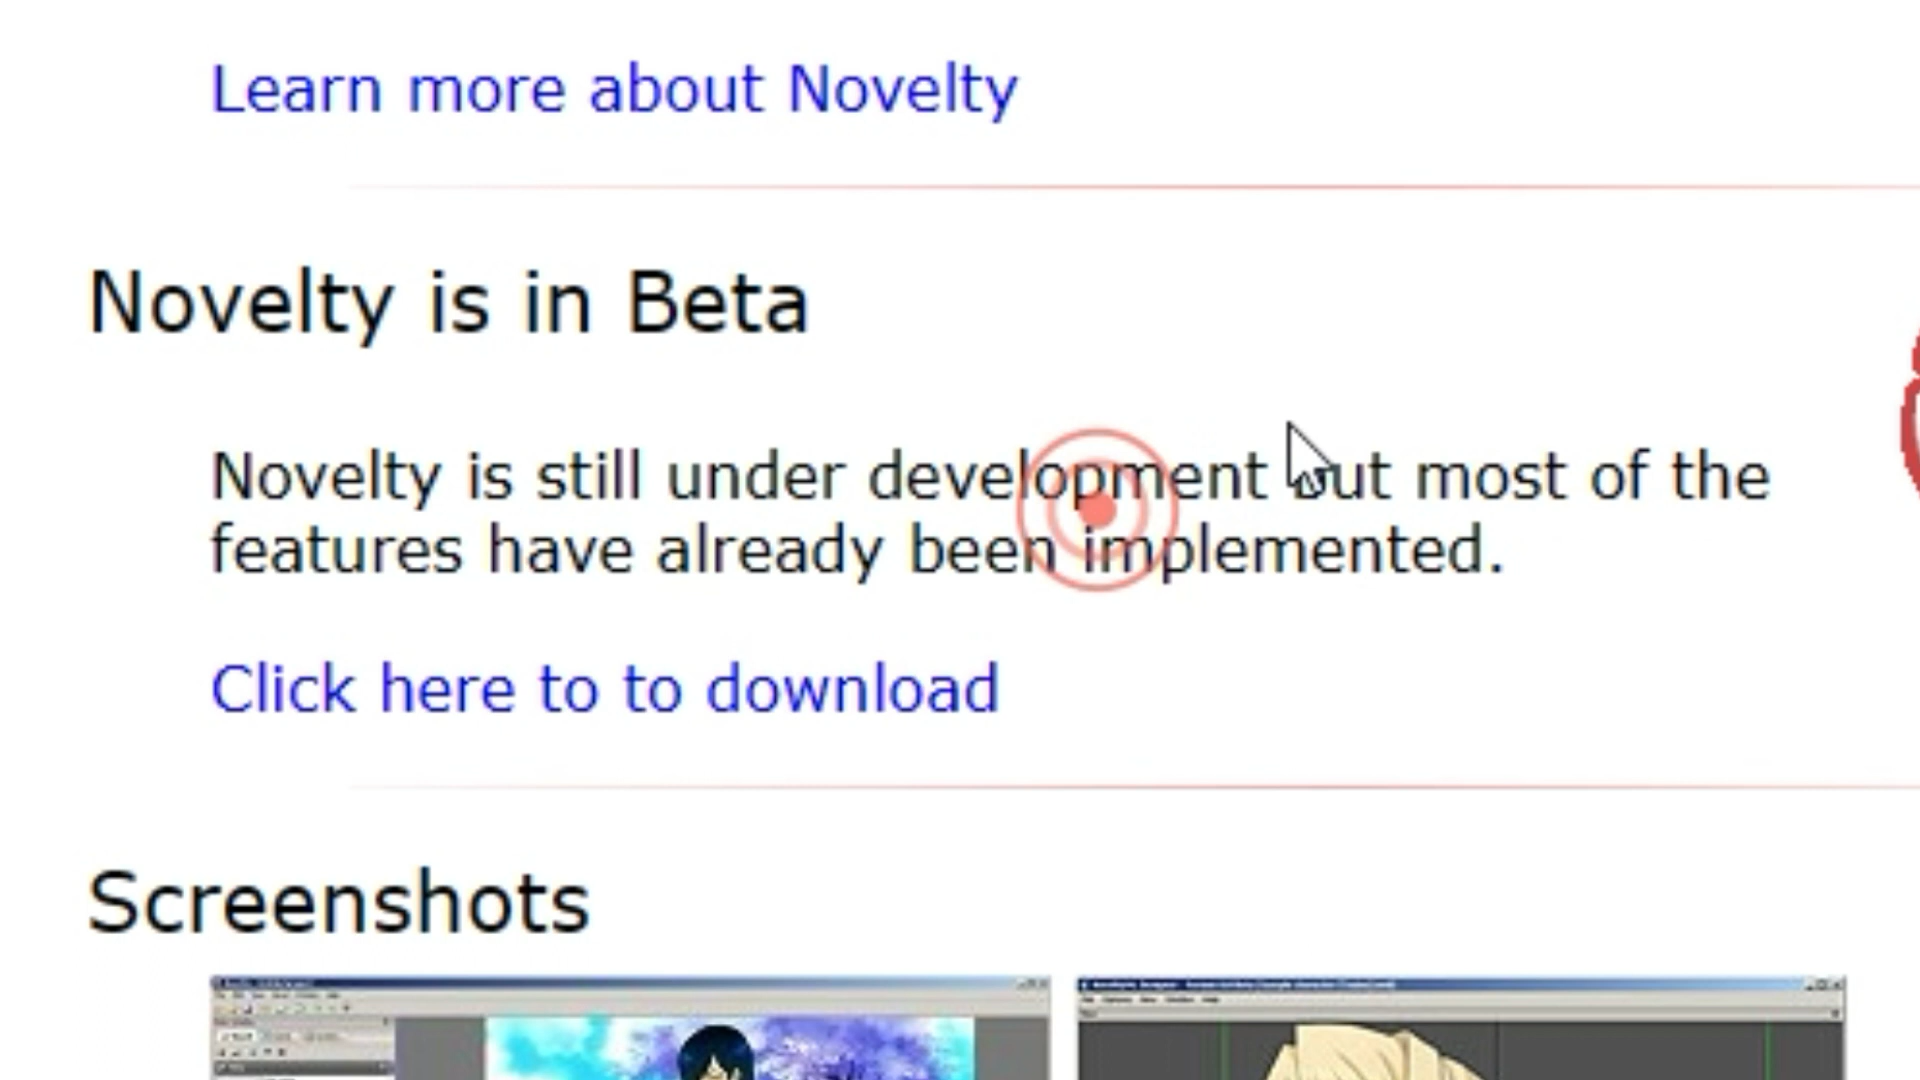 Learn more about Novelty
Novelty is in Beta
Novelty is still under development but most of the
features have already been implemented.
Click here to to download
Screenshots